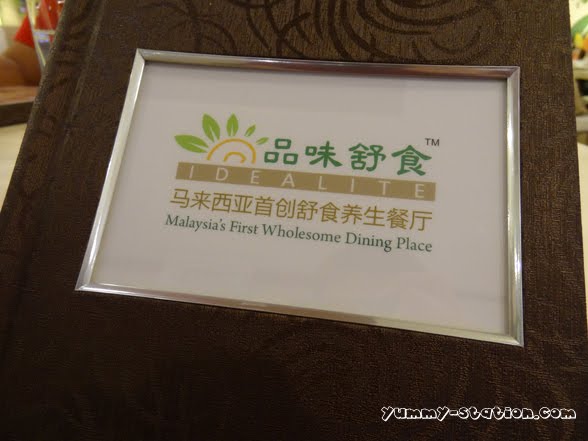 品味舒食™
IDEALITE
马来西亚首创舒食养生餐厅
Malaysia's First Wholesome Dining Place
yummy-station.com